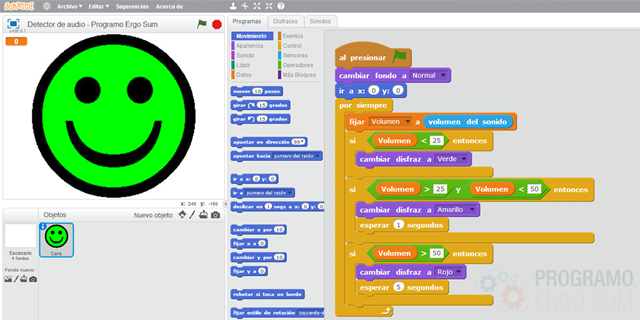 SCRATCH Archivo Editar Sugerencias Acerca de
Detector de audio - Programo Ergo Sum
0
X: 240 y: -180
Objetos
Nuevo objeto:
Escenario
Fondo nuevo:
Cara
Programas Disfraces Sonidos
Movimiento Eventos
Apariencia Control
Sonido Sensores
Lápiz Operadores
Datos Más Bloques
mover 10 pasos
girar 15 grados
girar 15 grados
apuntar en dirección 90
apuntar hacia puntero del ratón
ir a x: 0 y: 0
ir a puntero del ratón
deslizar en 1 segs a x: 0 y: 0
cambiar x por 10
fijar x a 0
cambiar y por 10
fijar y a 0
rebotar si toca un borde
fijar estilo de rotación izquierda-
al presionar
cambiar fondo a Normal
ir a x: 0 y: 0
por siempre
fijar Volumen a volumen del sonido
si Volumen < 25 entonces
cambiar disfraz a Verde
si Volumen > 25 y Volumen < 50 entonces
cambiar disfraz a Amarillo
esperar 1 segundos
si Volumen > 50 entonces
cambiar disfraz a Rojo
esperar 5 segundos
PROGRAMO
ERGO SUM